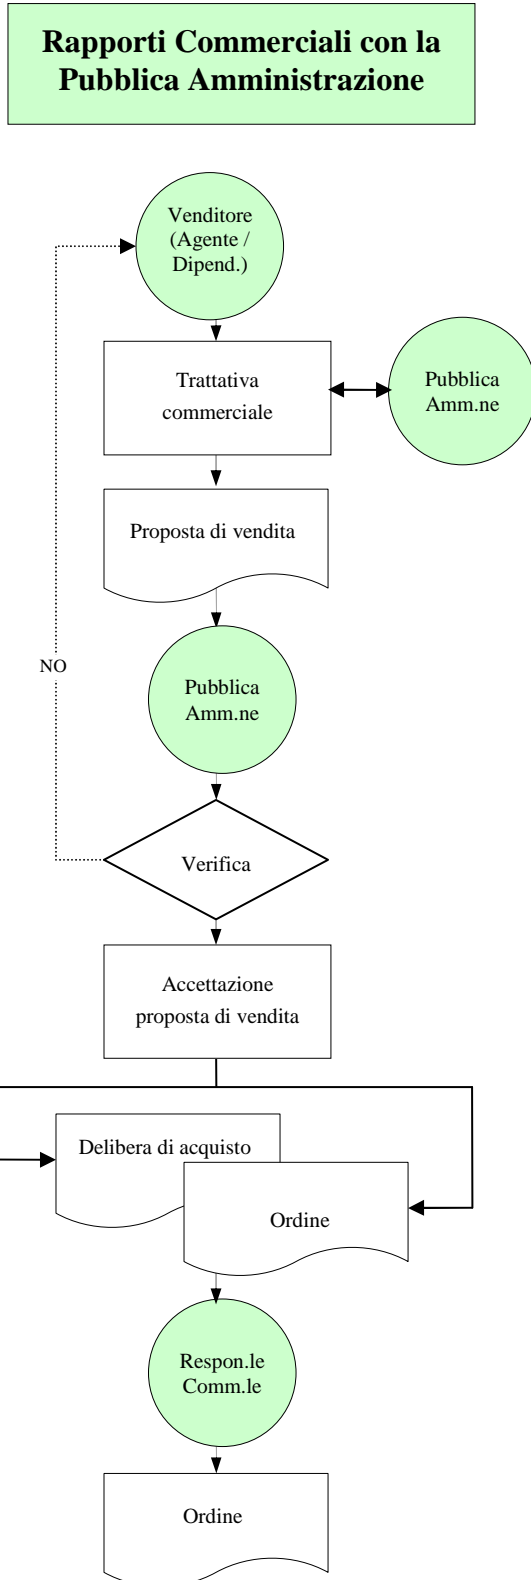 Rapporti Commerciali con la
Pubblica Amministrazione
Venditore
(Agente /
Dipend.)
Trattativa
commerciale
Pubblica
Amm.ne
Proposta di vendita
NO
Pubblica
Amm.ne
Verifica
Accettazione
proposta di vendita
Delibera di acquisto
Ordine
Respon.le
Comm.le
Ordine